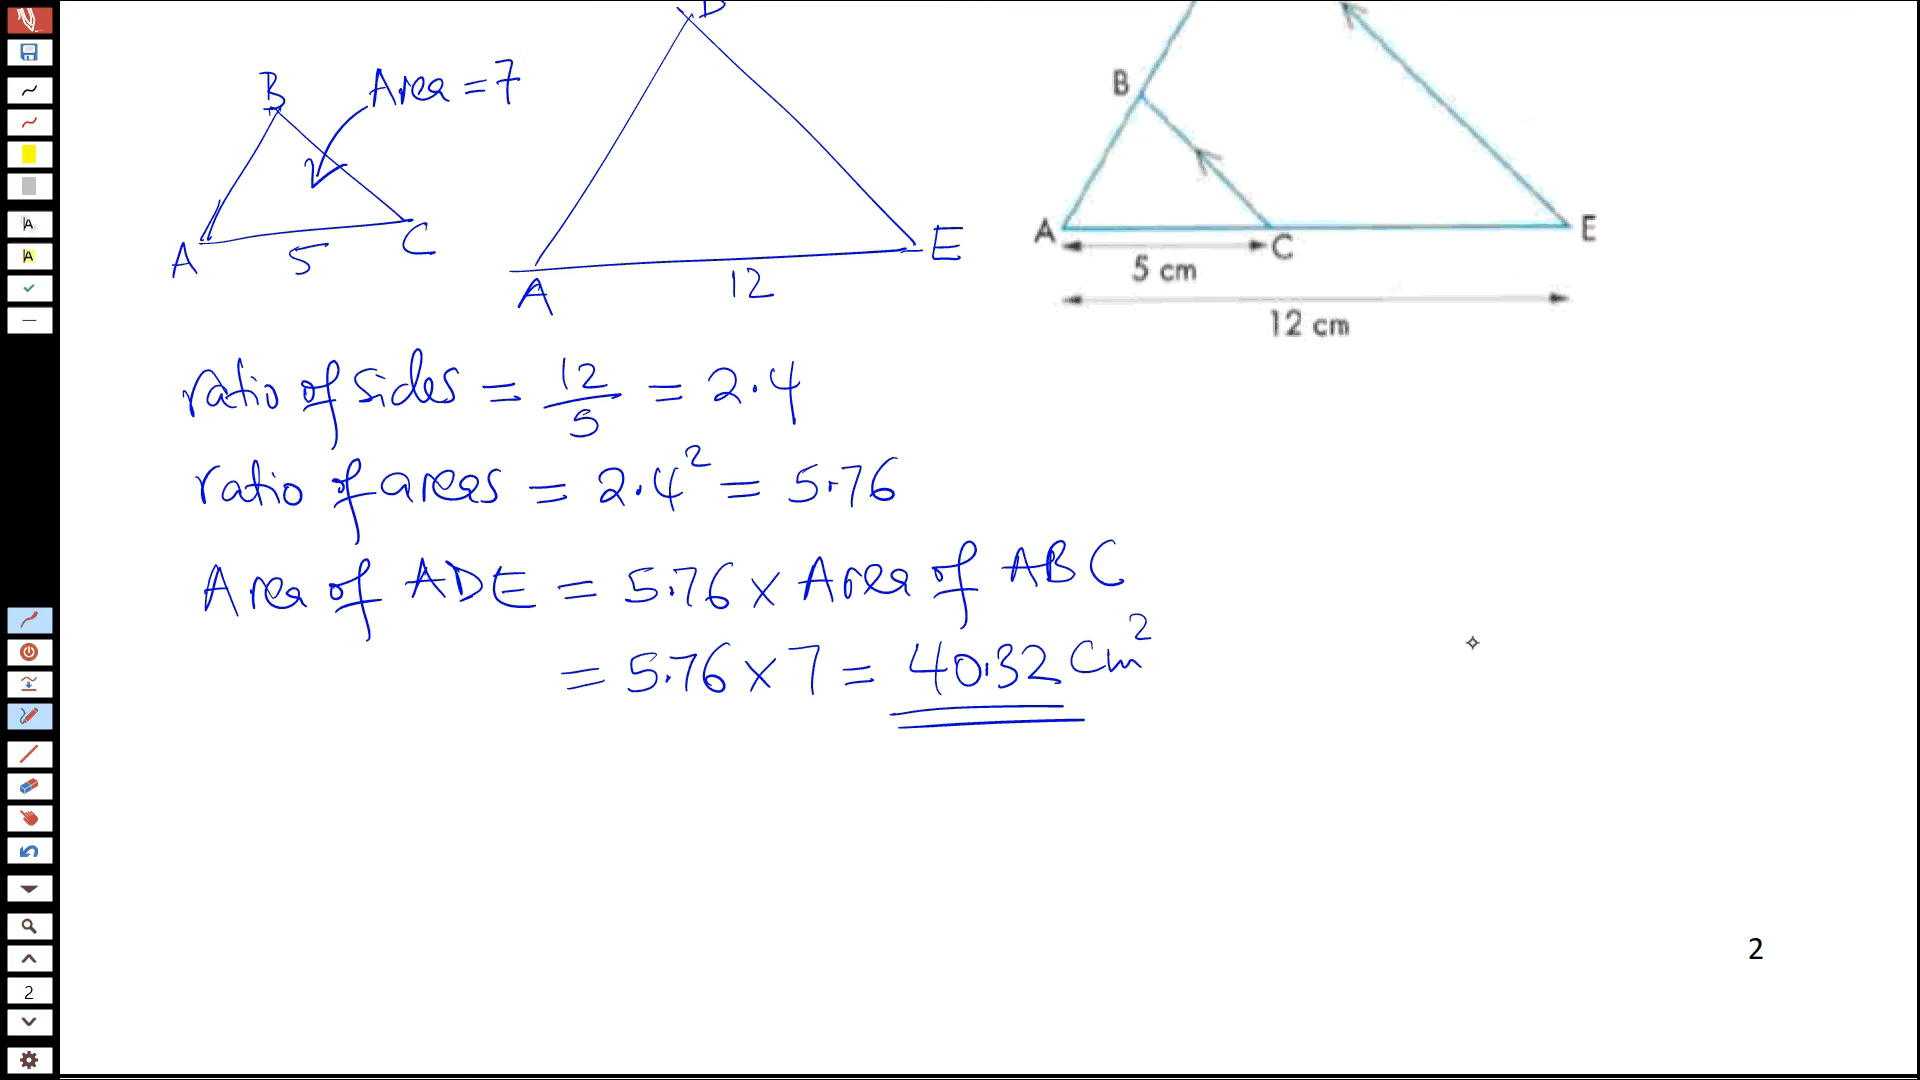 D
B
Area = 7
A
5
C
A
12
E
B
A
C
E
5 cm
12 cm
ratio of sides = 12/5 = 2.4
ratio of areas = 2.4² = 5.76
Area of ADE = 5.76 × Area of ABC
= 5.76 × 7 = 40.32 cm²
A
A
2
2